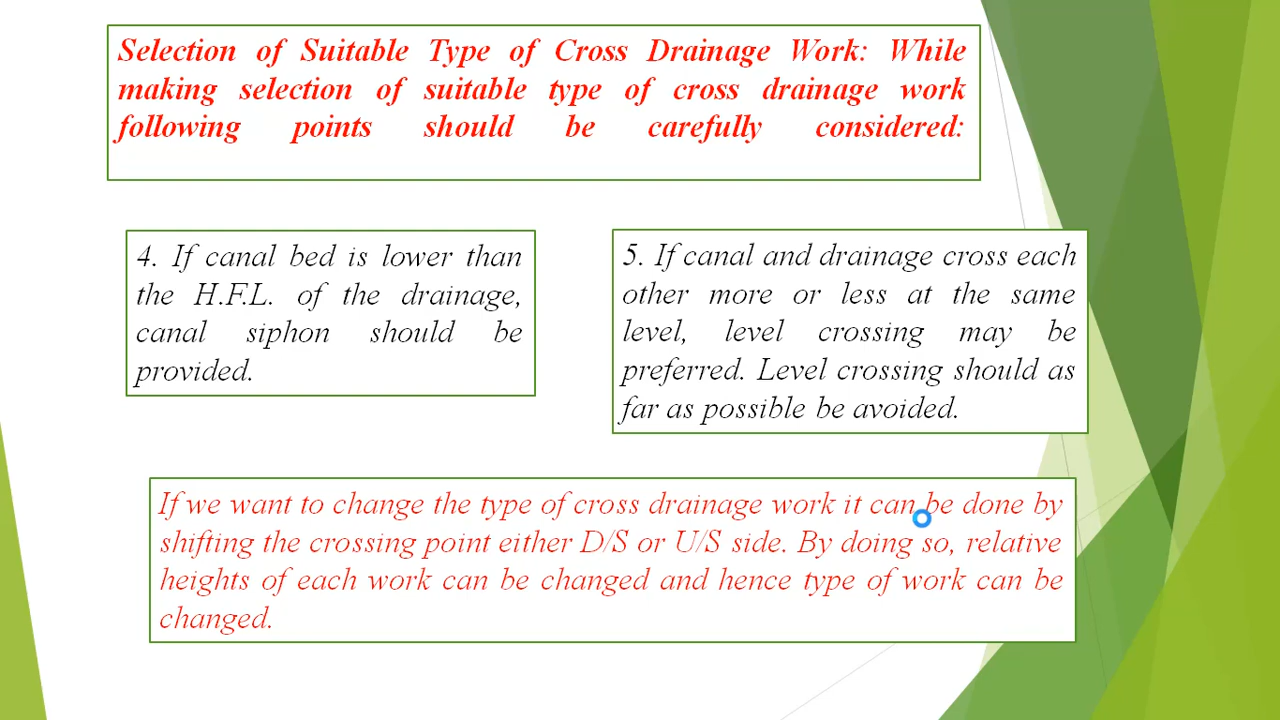 Selection of Suitable Type of Cross Drainage Work: While
making selection of suitable type of cross drainage work
following points should be carefully considered:
4. If canal bed is lower than
the H.F.L. of the drainage,
canal siphon should be
provided.
5. If canal and drainage cross each
other more or less at the same
level, level crossing may be
preferred. Level crossing should as
far as possible be avoided.
If we want to change the type of cross drainage work it can be done by
shifting the crossing point either D/S or U/S side. By doing so, relative
heights of each work can be changed and hence type of work can be
changed.